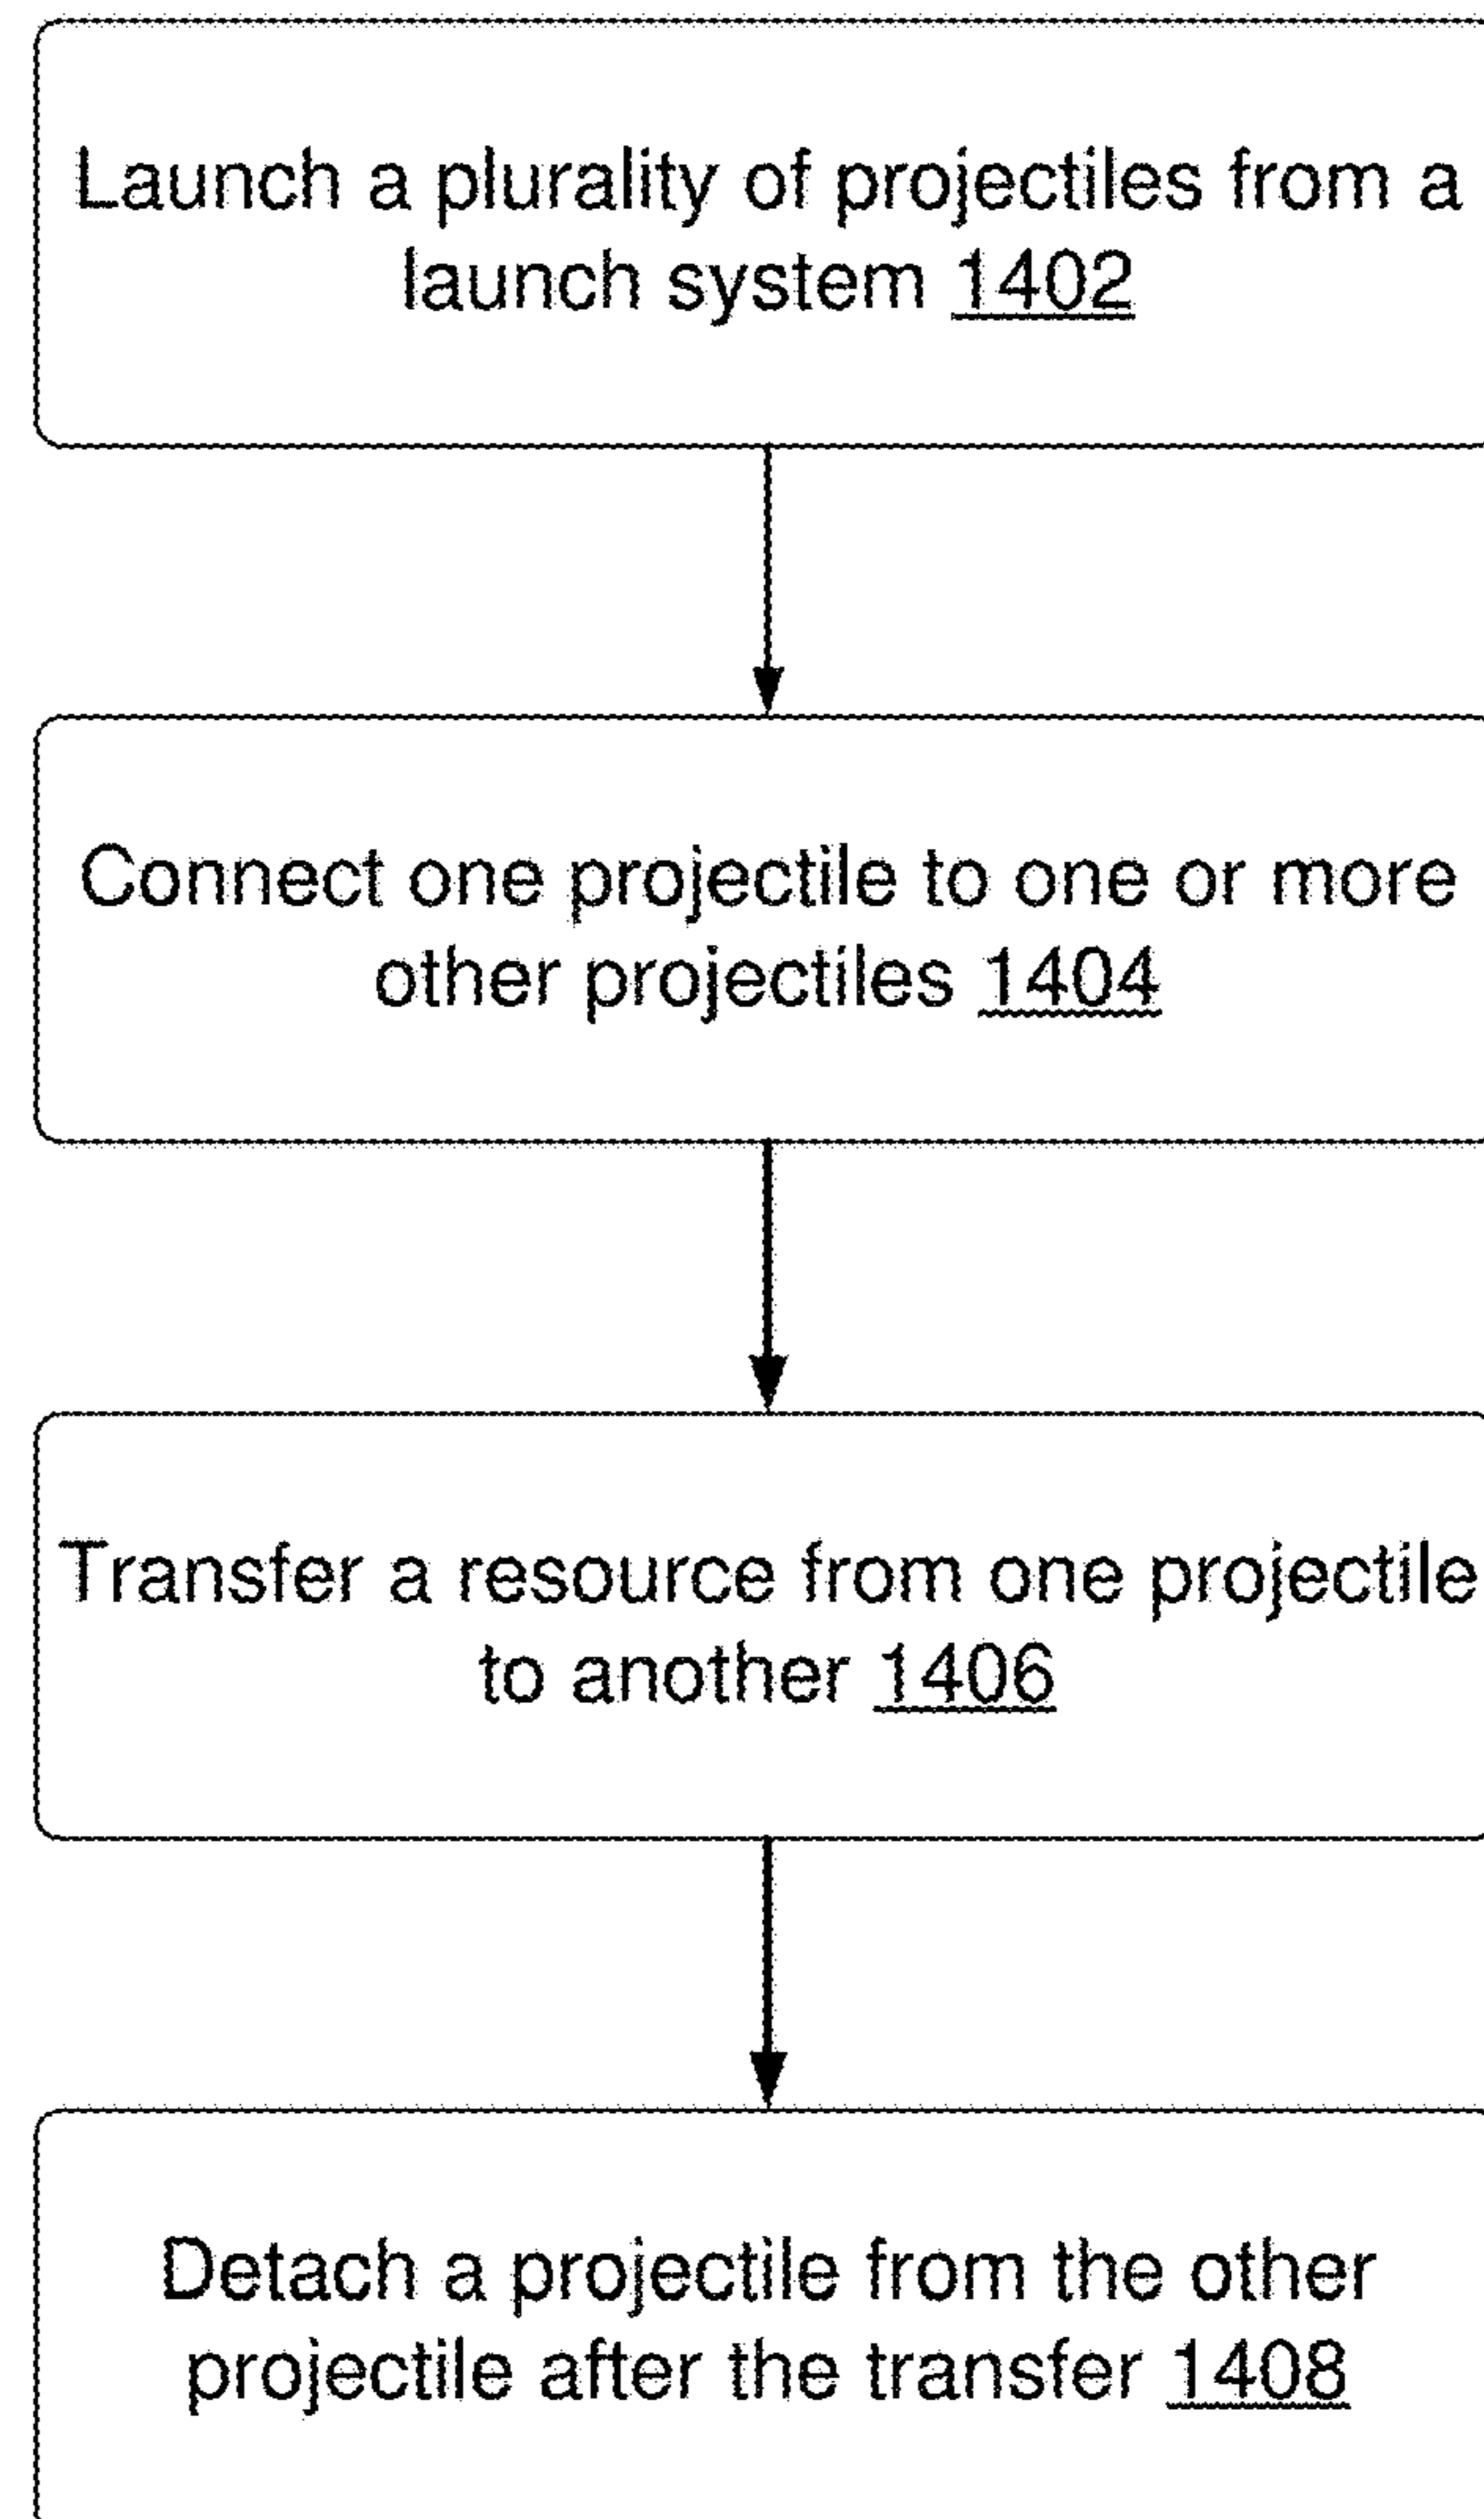 Launch a plurality of projectiles from a
launch system 1402
Connect one projectile to one or more
other projectiles 1404
Transfer a resource from one projectile
to another 1406
Detach a projectile from the other
projectile after the transfer 1408